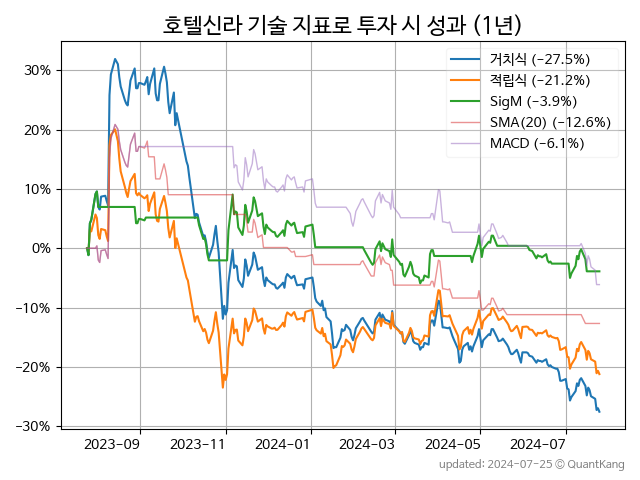 호텔신라 기술 지표로 투자 시 성과 (1년)
거치식 (−27.5%)
적립식 (−21.2%)
SigM (−3.9%)
SMA(20) (−12.6%)
MACD (−6.1%)
30%
20%
10%
0%
−10%
−20%
−30%
2023-09 2023-11 2024-01 2024-03 2024-05 2024-07
updated: 2024-07-25 © QuantKang